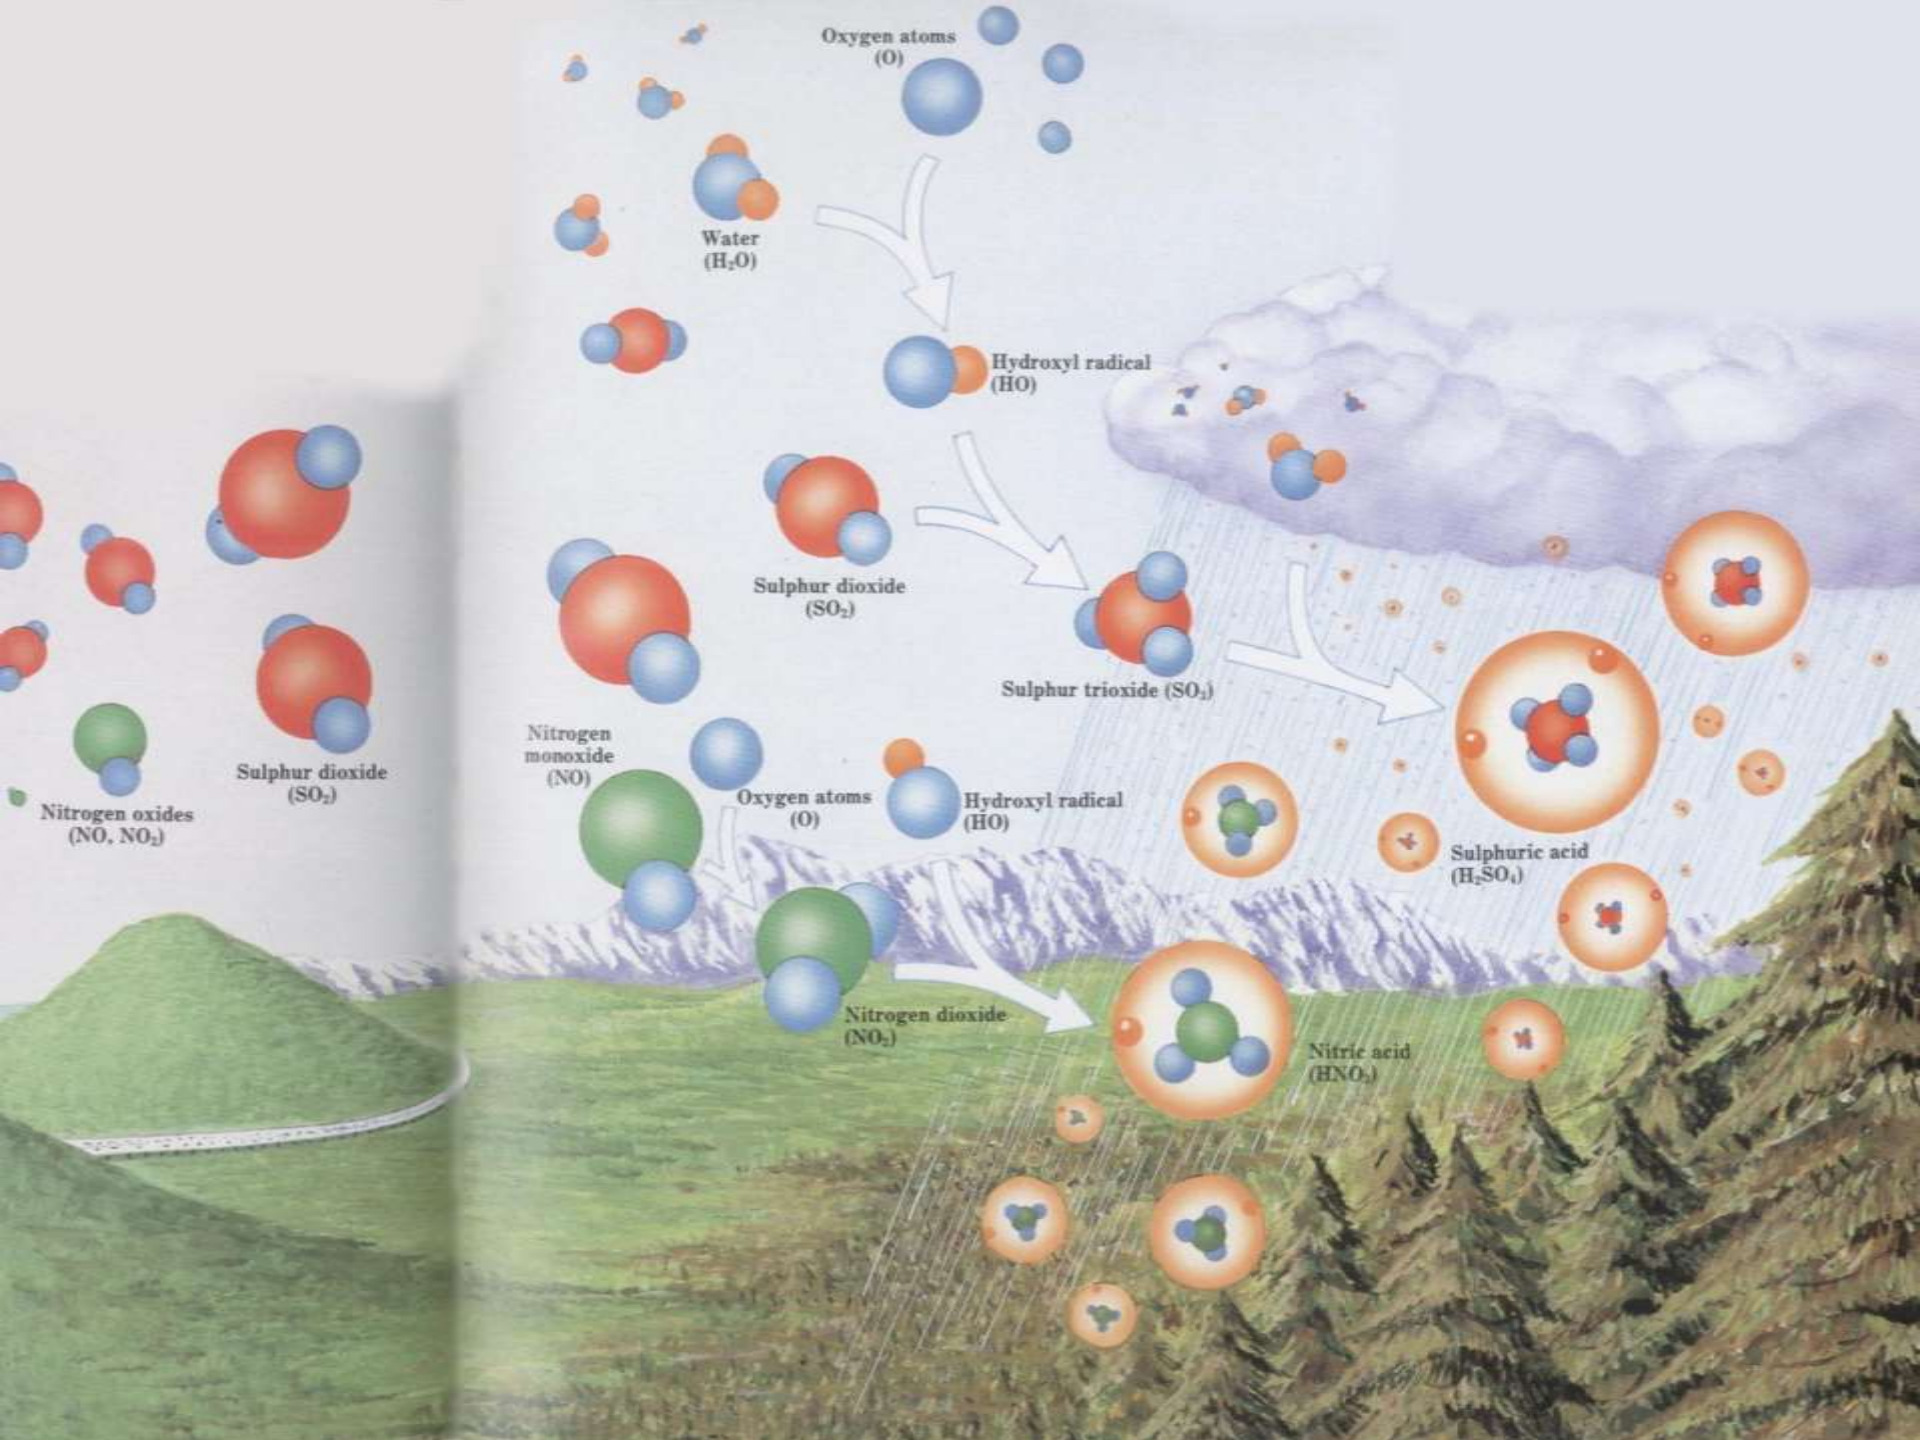 Oxygen atoms
(O)
Water
(H₂O)
Hydroxyl radical
(HO)
Sulphur dioxide
(SO₂)
Sulphur trioxide (SO₃)
Nitrogen
monoxide
(NO)
Sulphur dioxide
(SO₂)
Nitrogen oxides
(NO, NO₂)
Oxygen atoms
(O)
Hydroxyl radical
(HO)
Sulphuric acid
(H₂SO₄)
Nitrogen dioxide
(NO₂)
Nitric acid
(HNO₃)